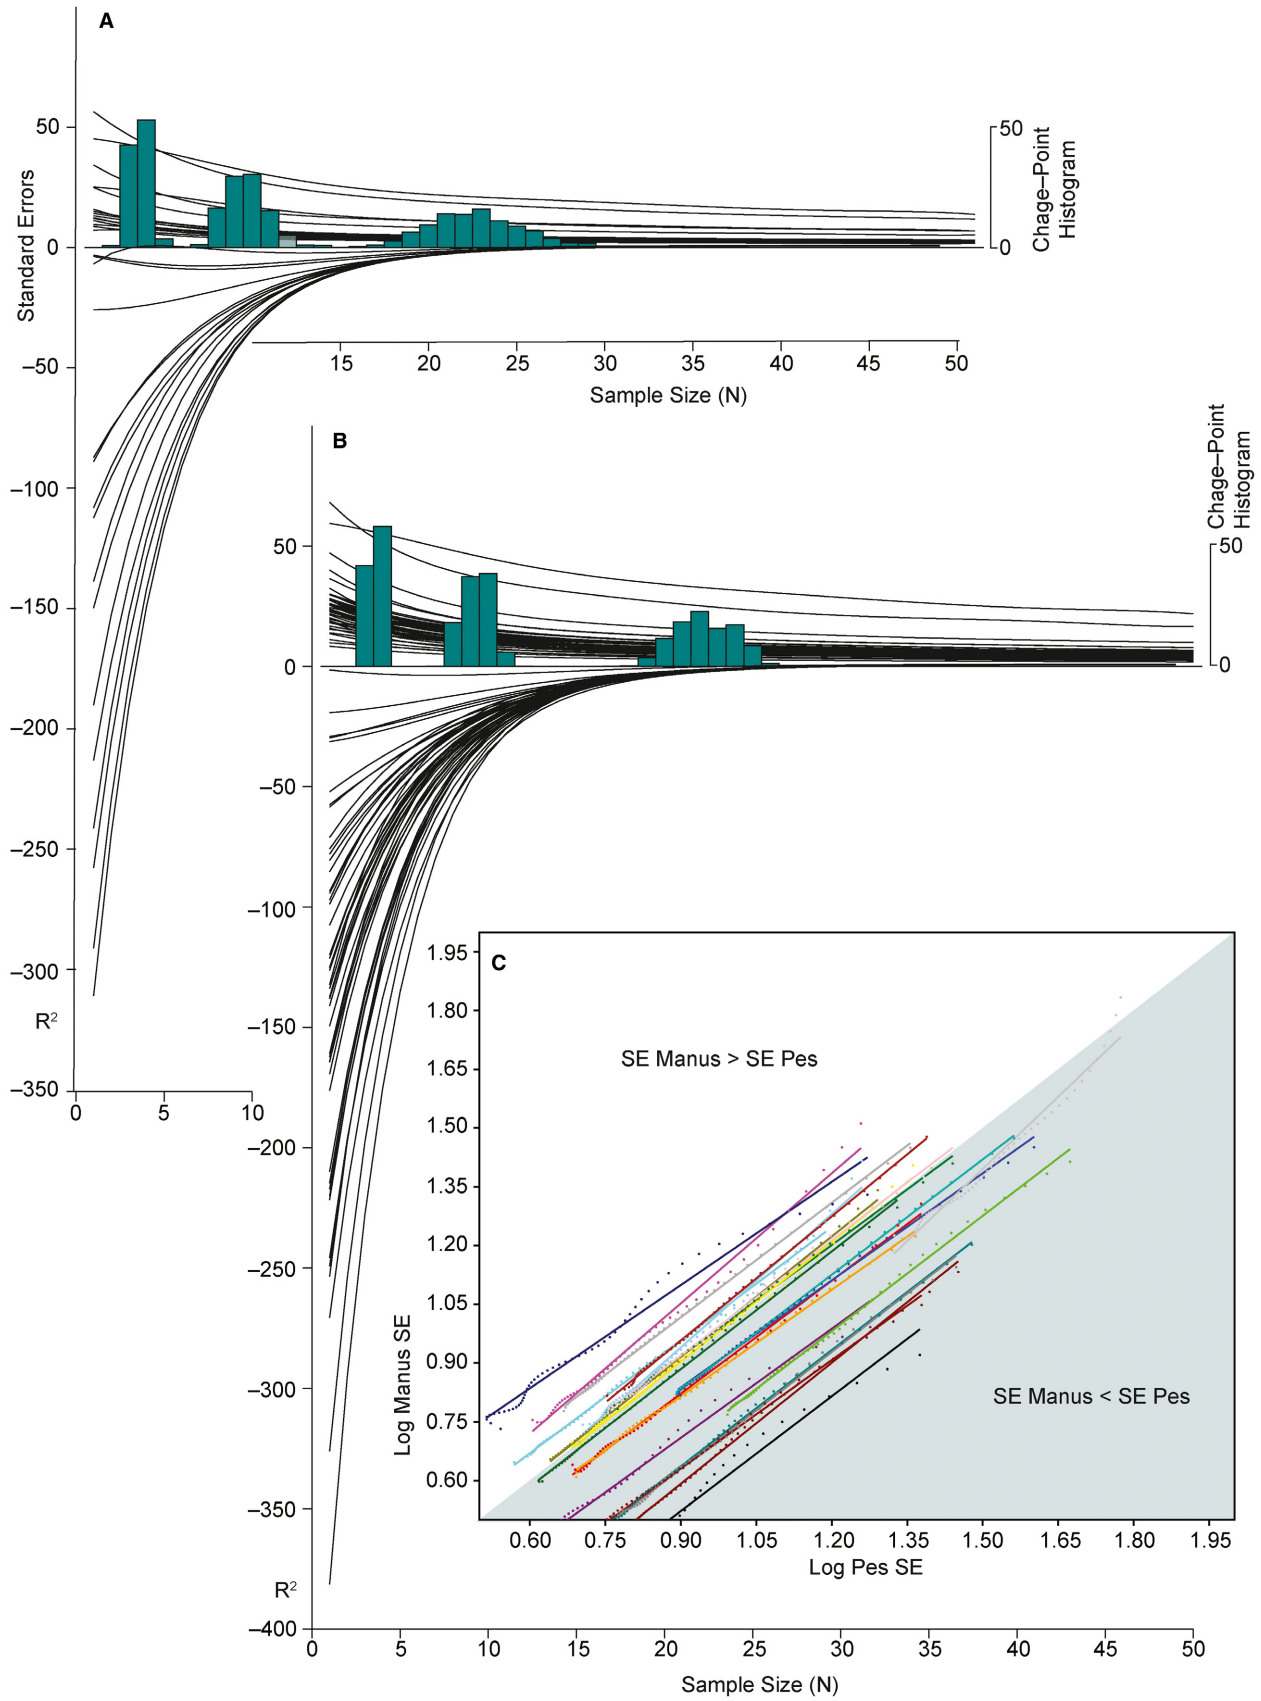 A
50
0
–50
–100
–150
–200
–250
–300
–350
Standard Errors
R²
0 5 10
15 20 25 30 35 40 45 50
Sample Size (N)
50
0
Chage–Point
Histogram
B
50
0
–50
–100
–150
–200
–250
–300
–350
–400
R²
0 5 10 15 20 25 30 35 40 45 50
Sample Size (N)
Chage–Point
Histogram
50
0
C
1.95
1.80
1.65
1.50
1.35
1.20
1.05
0.90
0.75
0.60
Log Manus SE
SE Manus > SE Pes
SE Manus < SE Pes
0.60 0.75 0.90 1.05 1.20 1.35 1.50 1.65 1.80 1.95
Log Pes SE